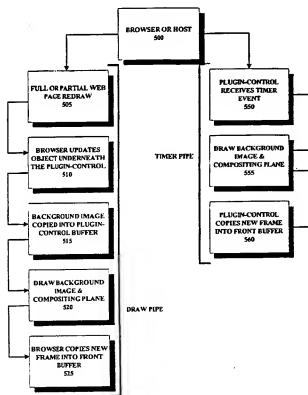 BROWSER OR HOST
500
FULL OR PARTIAL WEB
PAGE REDRAW
505
BROWSER UPDATES
OBJECT UNDERNEATH
THE PLUGIN-CONTROL
510
BACKGROUND IMAGE
COPIED INTO PLUGIN-
CONTROL BUFFER
515
DRAW BACKGROUND
IMAGE &
COMPOSITING PLANE
520
BROWSER COPIES NEW
FRAME INTO FRONT
BUFFER
525
DRAW PIPE
TIMER PIPE
PLUGIN-CONTROL
RECEIVES TIMER
EVENT
550
DRAW BACKGROUND
IMAGE &
COMPOSITING PLANE
555
PLUGIN-CONTROL
COPIES NEW FRAME
INTO FRONT BUFFER
560